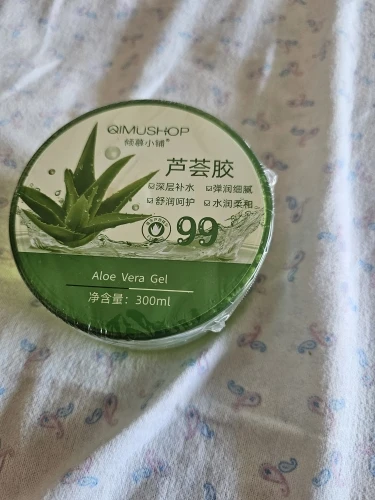 QIMUSHOP
倾慕小铺®
芦荟胶
☑深层补水 ☑弹润细腻
☑舒润呵护 ☑水润柔和
99
Aloe Vera Gel
净含量：300ml